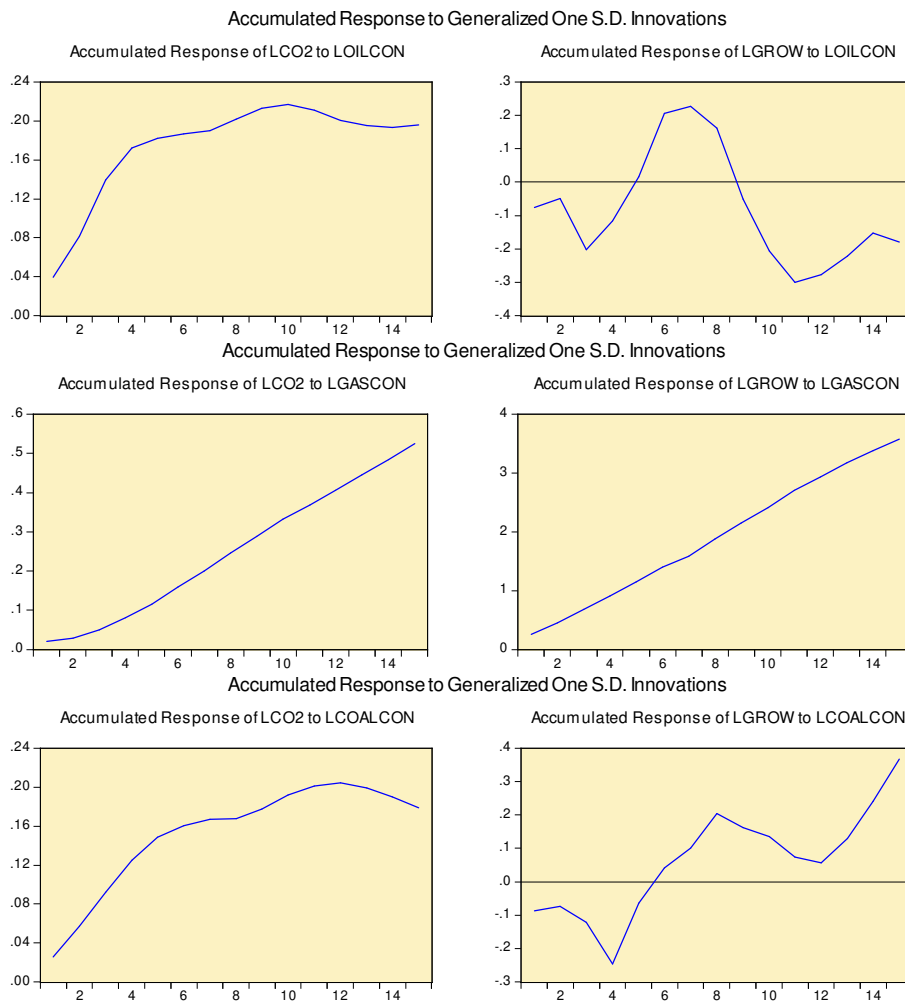 Accumulated Response to Generalized One S.D. Innovations
Accumulated Response of LCO2 to LOILCON
.24
.20
.16
.12
.08
.04
.00
2 4 6 8 10 12 14
Accumulated Response of LGROW to LOILCON
.3
.2
.1
.0
-.1
-.2
-.3
-.4
2 4 6 8 10 12 14
Accumulated Response to Generalized One S.D. Innovations
Accumulated Response of LCO2 to LGASCON
.6
.5
.4
.3
.2
.1
.0
2 4 6 8 10 12 14
Accumulated Response of LGROW to LGASCON
4
3
2
1
0
2 4 6 8 10 12 14
Accumulated Response to Generalized One S.D. Innovations
Accumulated Response of LCO2 to LCOALCON
.24
.20
.16
.12
.08
.04
.00
2 4 6 8 10 12 14
Accumulated Response of LGROW to LCOALCON
.4
.3
.2
.1
.0
-.1
-.2
-.3
2 4 6 8 10 12 14